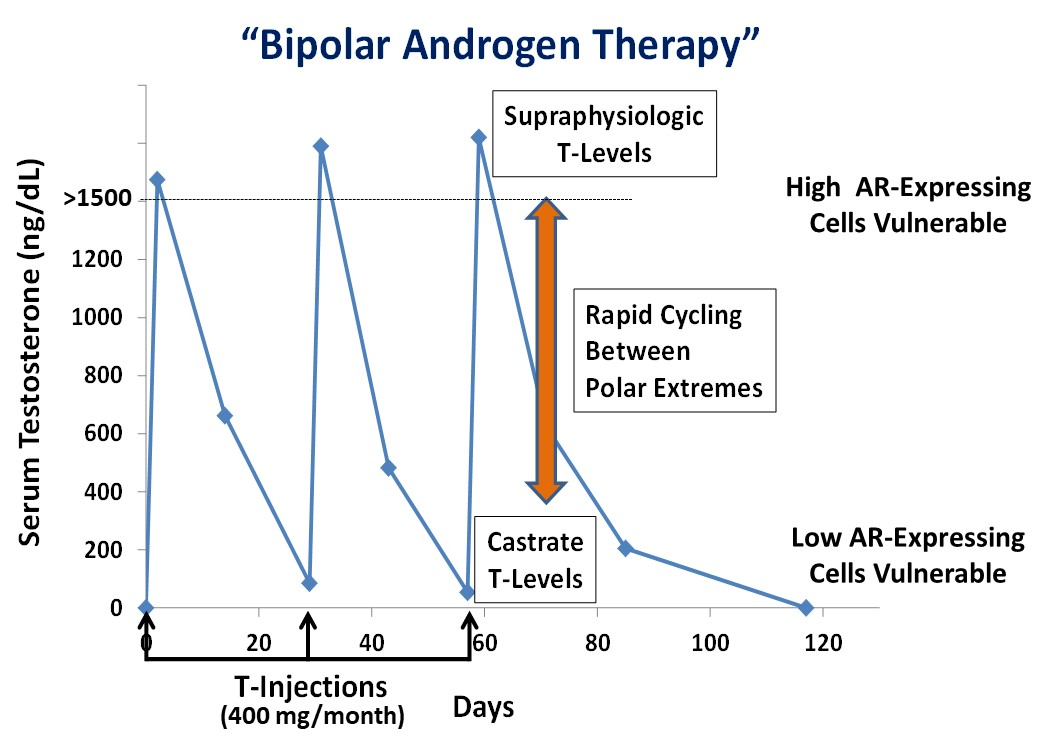 “Bipolar Androgen Therapy”
Serum Testosterone (ng/dL)
>1500
1200
1000
800
600
400
200
0
Supraphysiologic
T-Levels
High AR-Expressing
Cells Vulnerable
Rapid Cycling
Between
Polar Extremes
Castrate
T-Levels
Low AR-Expressing
Cells Vulnerable
0 20 40 60 80 100 120
T-Injections
(400 mg/month)
Days